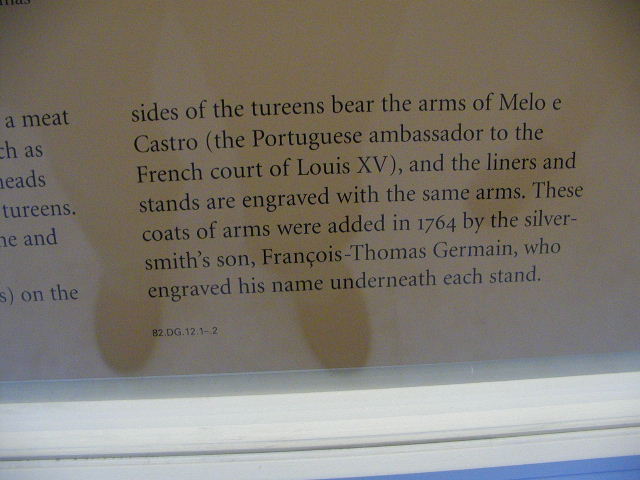 a meat
as
tureens.
and
on the
sides of the tureens bear the arms of Melo e
Castro (the Portuguese ambassador to the
French court of Louis XV), and the liners and
stands are engraved with the same arms. These
coats of arms were added in 1764 by the silver-
smith's son, François-Thomas Germain, who
engraved his name underneath each stand.
82.DG.12.1–.2